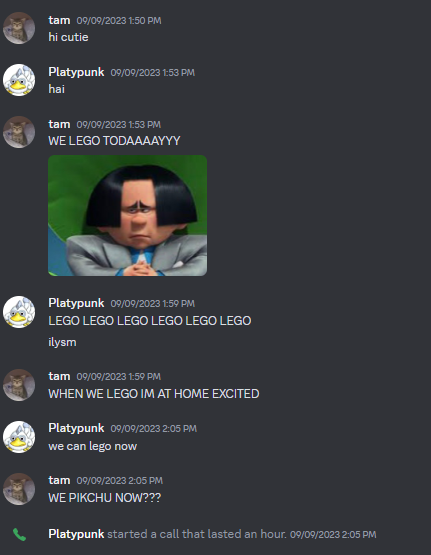 tam 09/09/2023 1:50 PM
hi cutie
Platypunk 09/09/2023 1:53 PM
hai
tam 09/09/2023 1:53 PM
WE LEGO TODAAAAYYY
Platypunk 09/09/2023 1:59 PM
LEGO LEGO LEGO LEGO LEGO LEGO
ilysm
tam 09/09/2023 1:59 PM
WHEN WE LEGO IM AT HOME EXCITED
Platypunk 09/09/2023 2:05 PM
we can lego now
tam 09/09/2023 2:05 PM
WE PIKCHU NOW???
Platypunk started a call that lasted an hour. 09/09/2023 2:05 PM